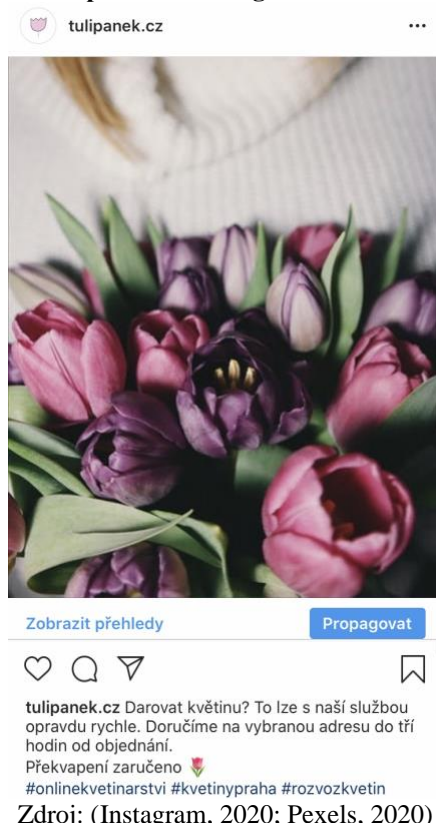 tulipanek.cz
Zobrazit přehledy
Propagovat
tulipanek.cz Darovat květinu? To lze s naší službou
opravdu rychle. Doručíme na vybranou adresu do tří
hodin od objednání.
Překvapení zaručeno 🌷
#onlinekvetinarstvi #kvetinypraha #rozvozkvetin
Zdroj: (Instagram, 2020; Pexels, 2020)